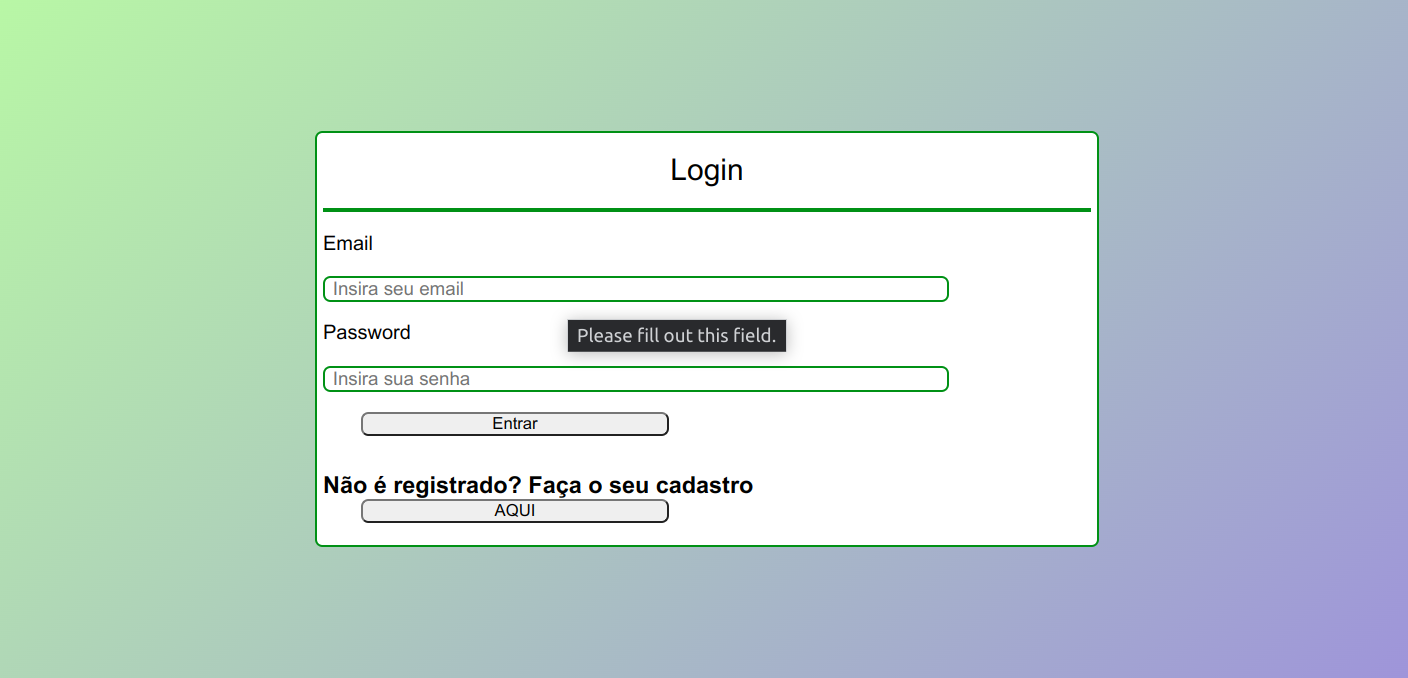 Login
Email
Insira seu email
Password
Please fill out this field.
Insira sua senha
Entrar
Não é registrado? Faça o seu cadastro
AQUI